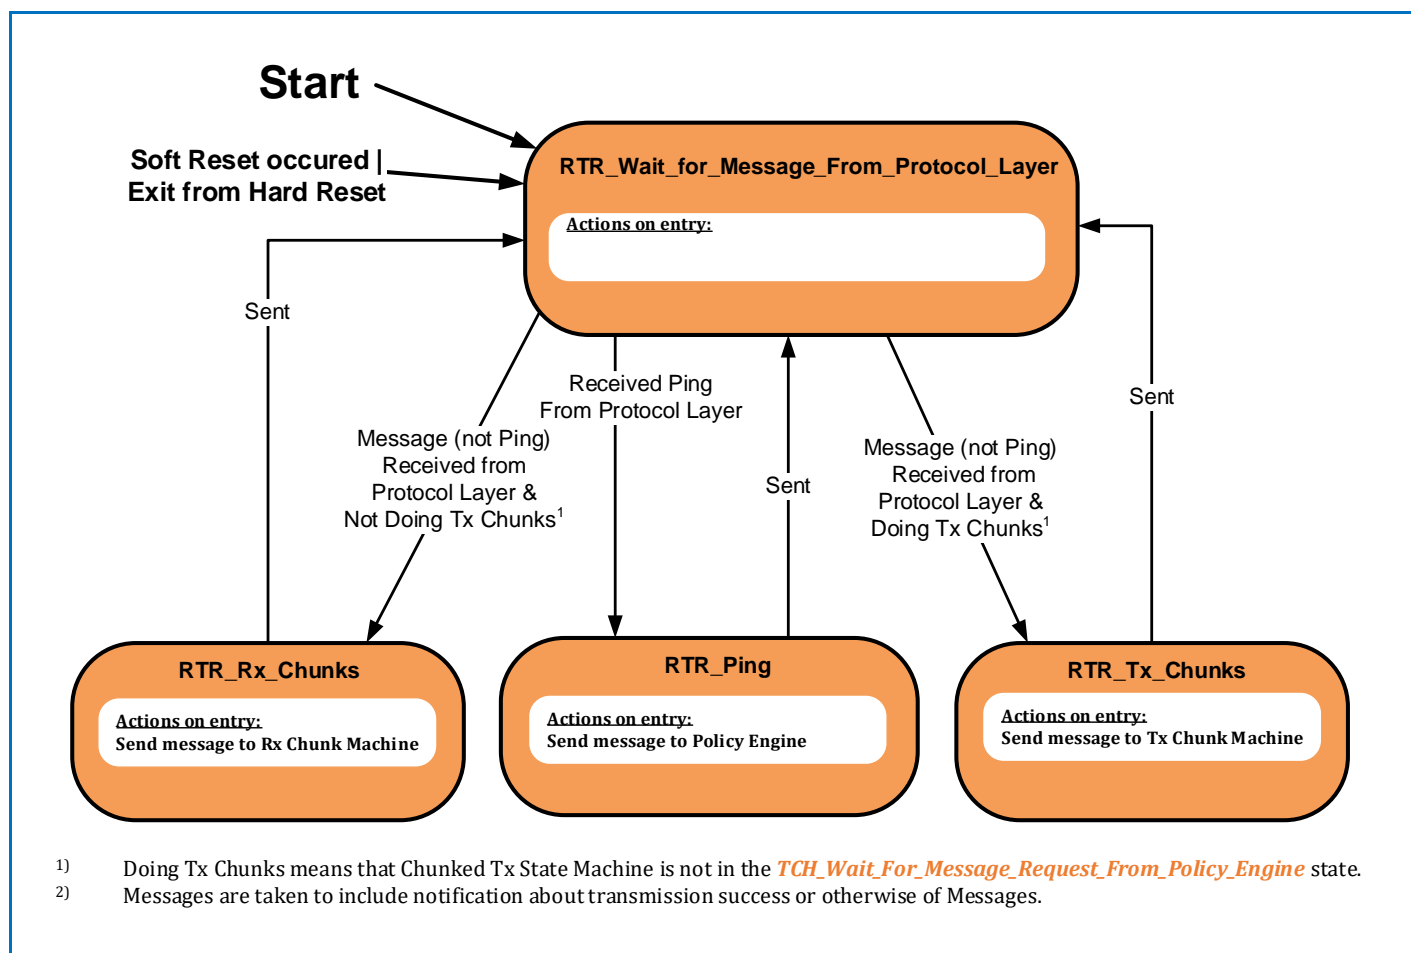 Start
Soft Reset occured |
Exit from Hard Reset
RTR_Wait_for_Message_From_Protocol_Layer
Actions on entry:
Sent
Received Ping
From Protocol Layer
Message (not Ping)
Received from
Protocol Layer &
Not Doing Tx Chunks1
Sent
Message (not Ping)
Received from
Protocol Layer &
Doing Tx Chunks1
Sent
RTR_Rx_Chunks
Actions on entry:
Send message to Rx Chunk Machine
RTR_Ping
Actions on entry:
Send message to Policy Engine
RTR_Tx_Chunks
Actions on entry:
Send message to Tx Chunk Machine
1) Doing Tx Chunks means that Chunked Tx State Machine is not in the TCH_Wait_For_Message_Request_From_Policy_Engine state.
2) Messages are taken to include notification about transmission success or otherwise of Messages.